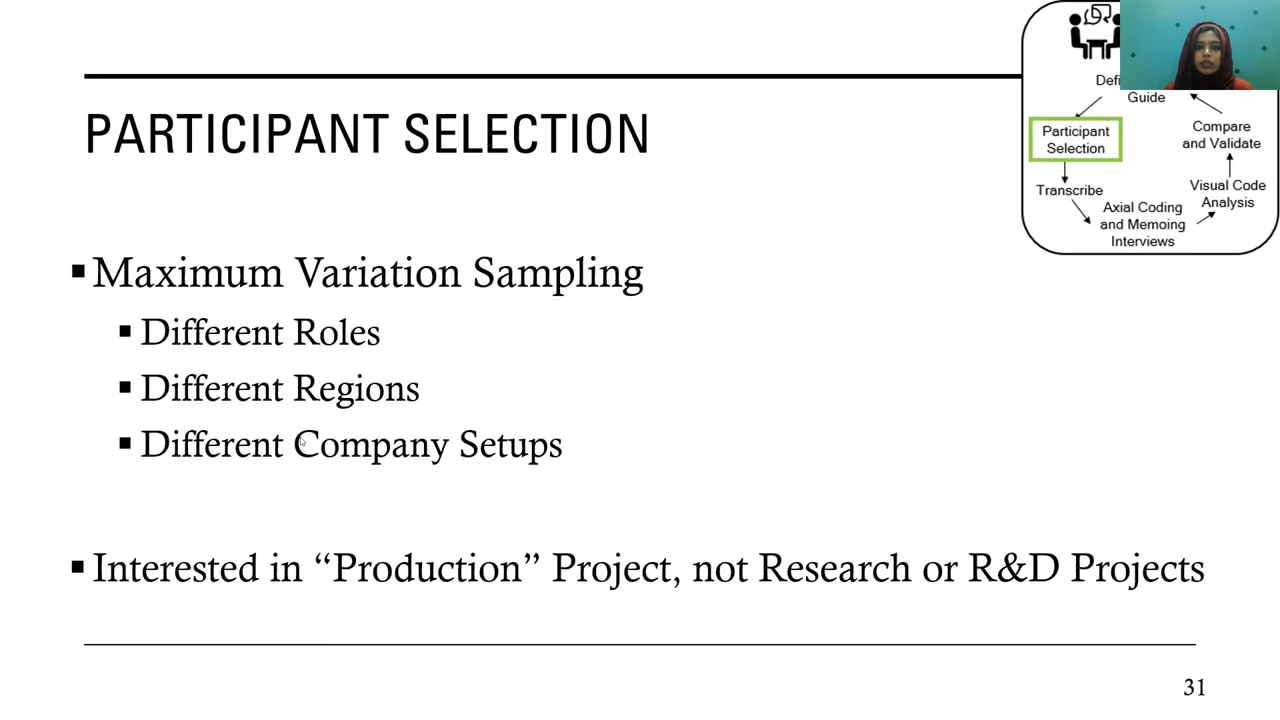 PARTICIPANT SELECTION
▪ Maximum Variation Sampling
▪ Different Roles
▪ Different Regions
▪ Different Company Setups
▪ Interested in “Production” Project, not Research or R&D Projects
31
Guide
Participant
Selection
Transcribe
Axial Coding
and Memoing
Interviews
Visual Code
Analysis
Compare
and Validate